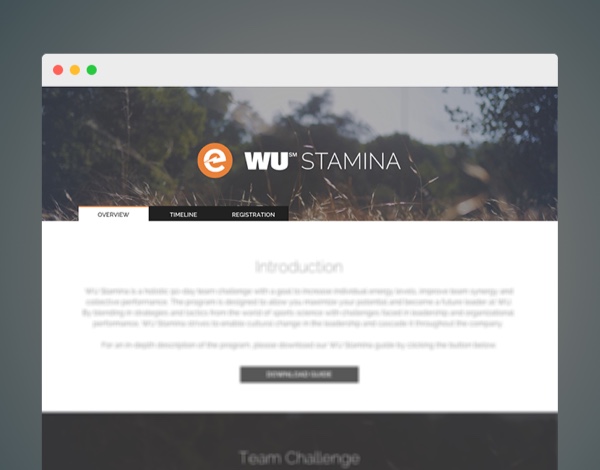 e WU℠ STAMINA
OVERVIEW TIMELINE REGISTRATION
Introduction
WU Stamina is a holistic 90-day team challenge with a goal to increase individual energy levels, improve team synergy and
collective performance. The program is designed to allow you maximize your potential and become a future leader at WU.
By blending in strategies and tactics from the world of sports science with challenges faced in leadership and organizational
performance. WU Stamina strives to enable cultural change in the leadership and cascade it throughout the company.
For an in depth description of the program, please download our WU Stamina guide by clicking the button below.
DOWNLOAD GUIDE
Team Challenge